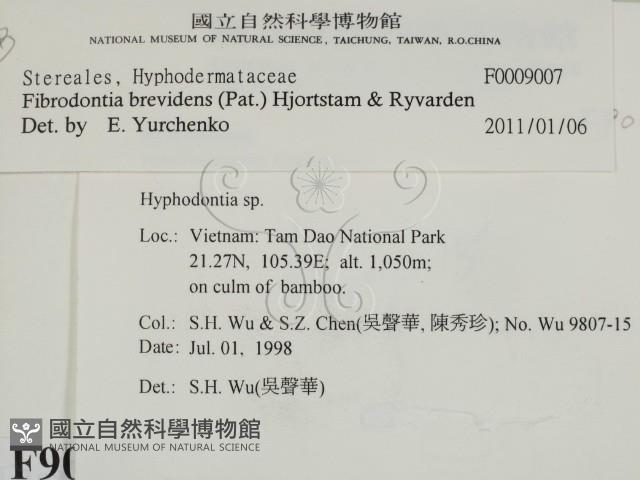 國立自然科學博物館
NATIONAL MUSEUM OF NATURAL SCIENCE, TAICHUNG, TAIWAN, R.O.CHINA
Stereales, Hyphodermataceae F0009007
Fibrodontia brevidens (Pat.) Hjortstam & Ryvarden
Det. by E. Yurchenko 2011/01/06
Hyphodontia sp.
Loc.: Vietnam: Tam Dao National Park
21.27N, 105.39E; alt. 1,050m;
on culm of bamboo.
Col.: S.H. Wu & S.Z. Chen(吳聲華, 陳秀珍); No. Wu 9807-15
Date: Jul. 01, 1998
Det.: S.H. Wu(吳聲華)
國立自然科學博物館
NATIONAL MUSEUM OF NATURAL SCIENCE